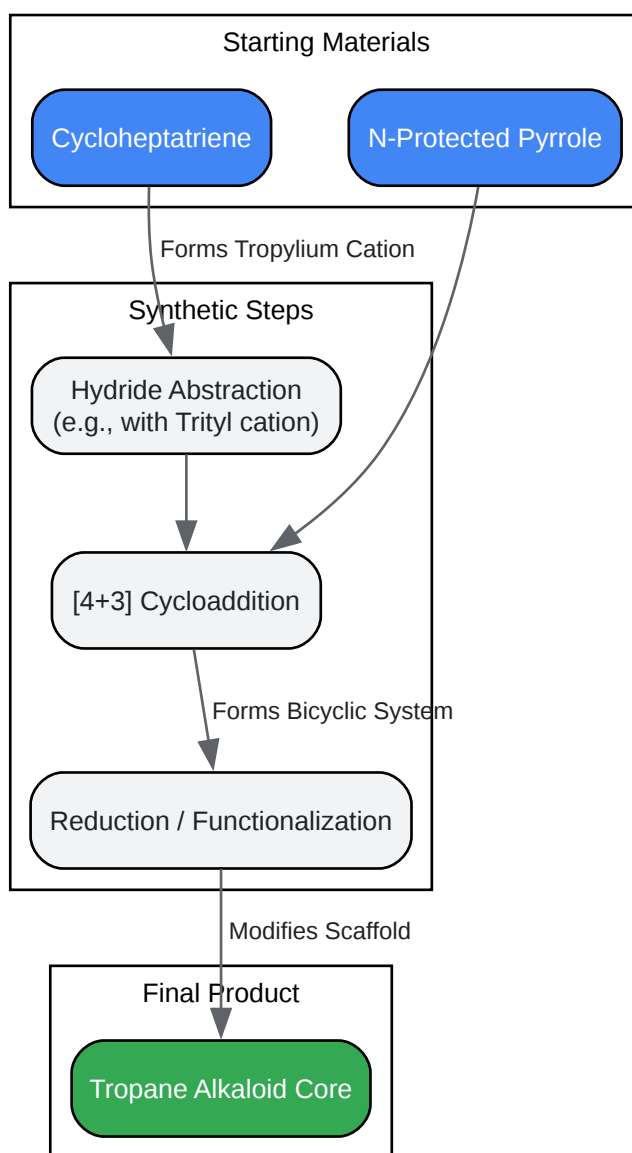 Starting Materials
Cycloheptatriene
N-Protected Pyrrole
Forms Tropylium Cation
Synthetic Steps
Hydride Abstraction
(e.g., with Trityl cation)
[4+3] Cycloaddition
Forms Bicyclic System
Reduction / Functionalization
Modifies Scaffold
Final Product
Tropane Alkaloid Core